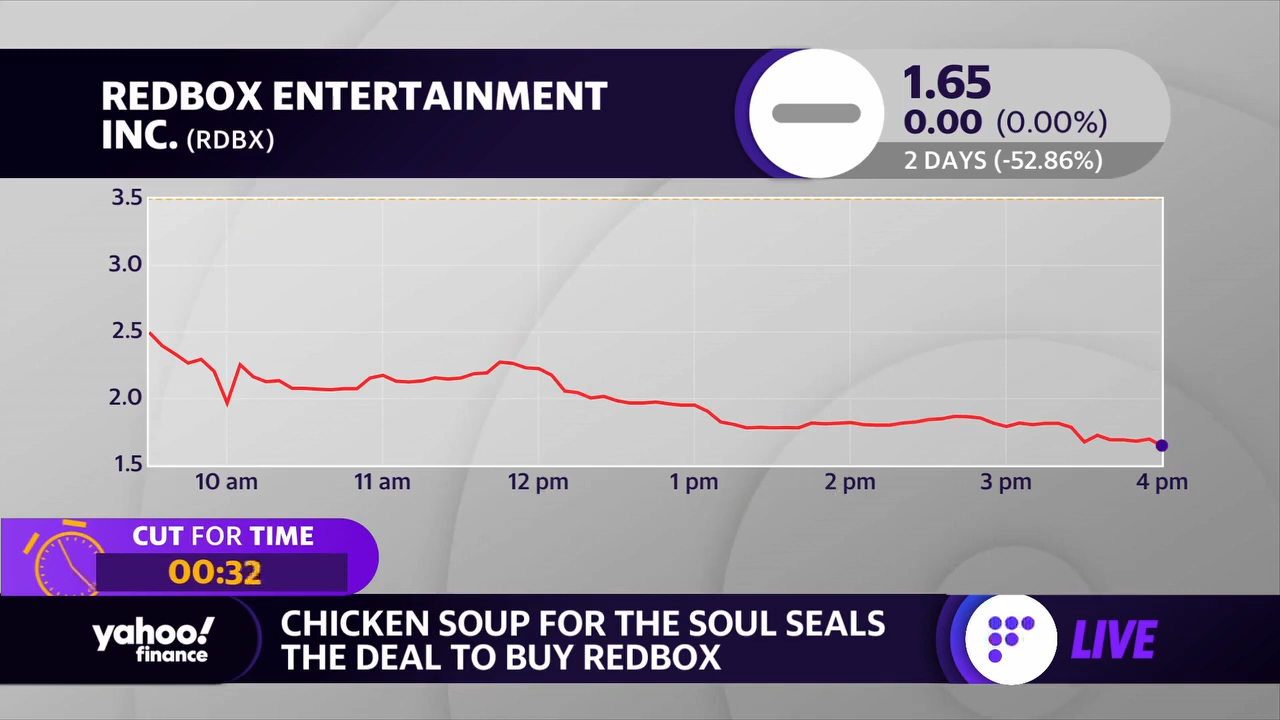 REDBOX ENTERTAINMENT
INC. (RDBX)
1.65
0.00 (0.00%)
2 DAYS (-52.86%)
3.5
3.0
2.5
2.0
1.5
10 am 11 am 12 pm 1 pm 2 pm 3 pm 4 pm
CUT FOR TIME
00:32
yahoo!
finance
CHICKEN SOUP FOR THE SOUL SEALS
THE DEAL TO BUY REDBOX
LIVE